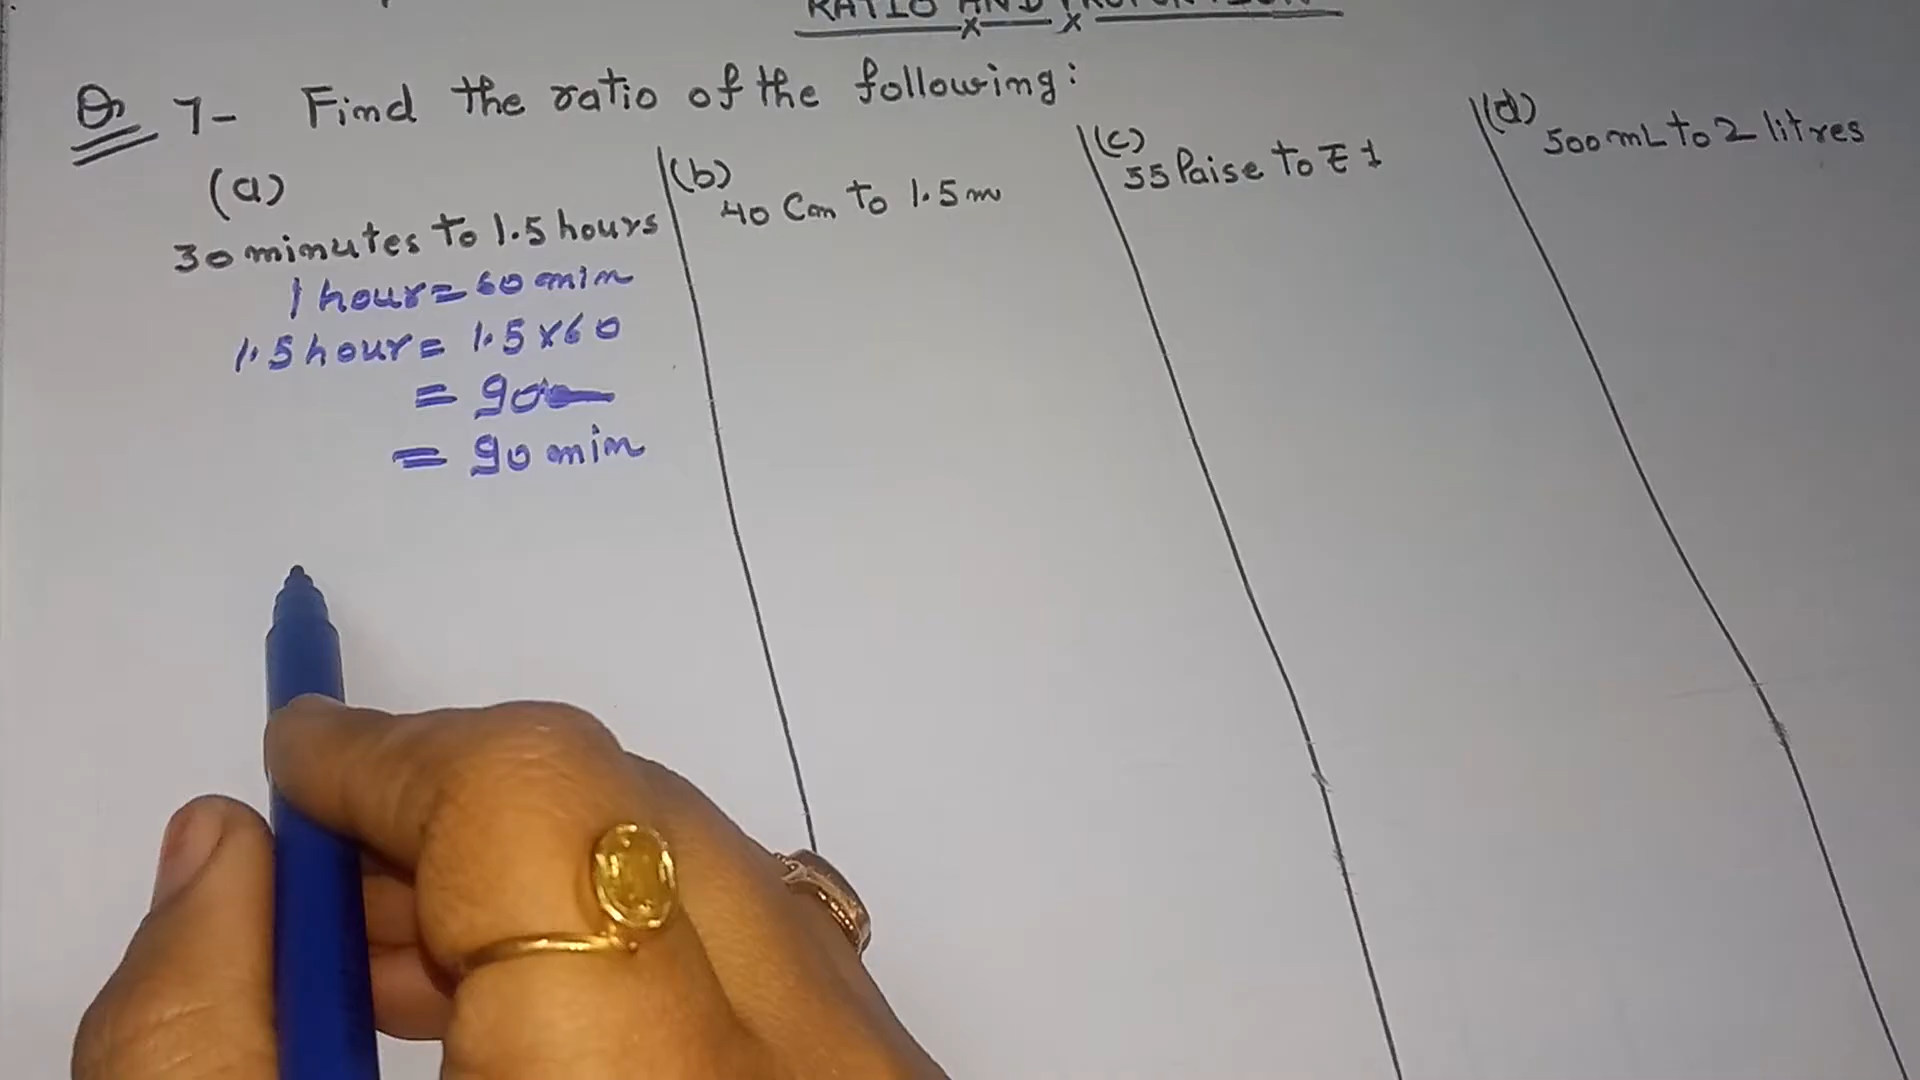 RATIO AND PROPORTION
Q 7- Find the ratio of the following:
(a)
30 minutes to 1.5 hours
1 hour = 60 min
1.5 hour = 1.5 x 60
= 90
= 90 min
(b)
40 Cm to 1.5 m
(c)
55 Paise to ₹ 1
(d)
500 mL to 2 litres